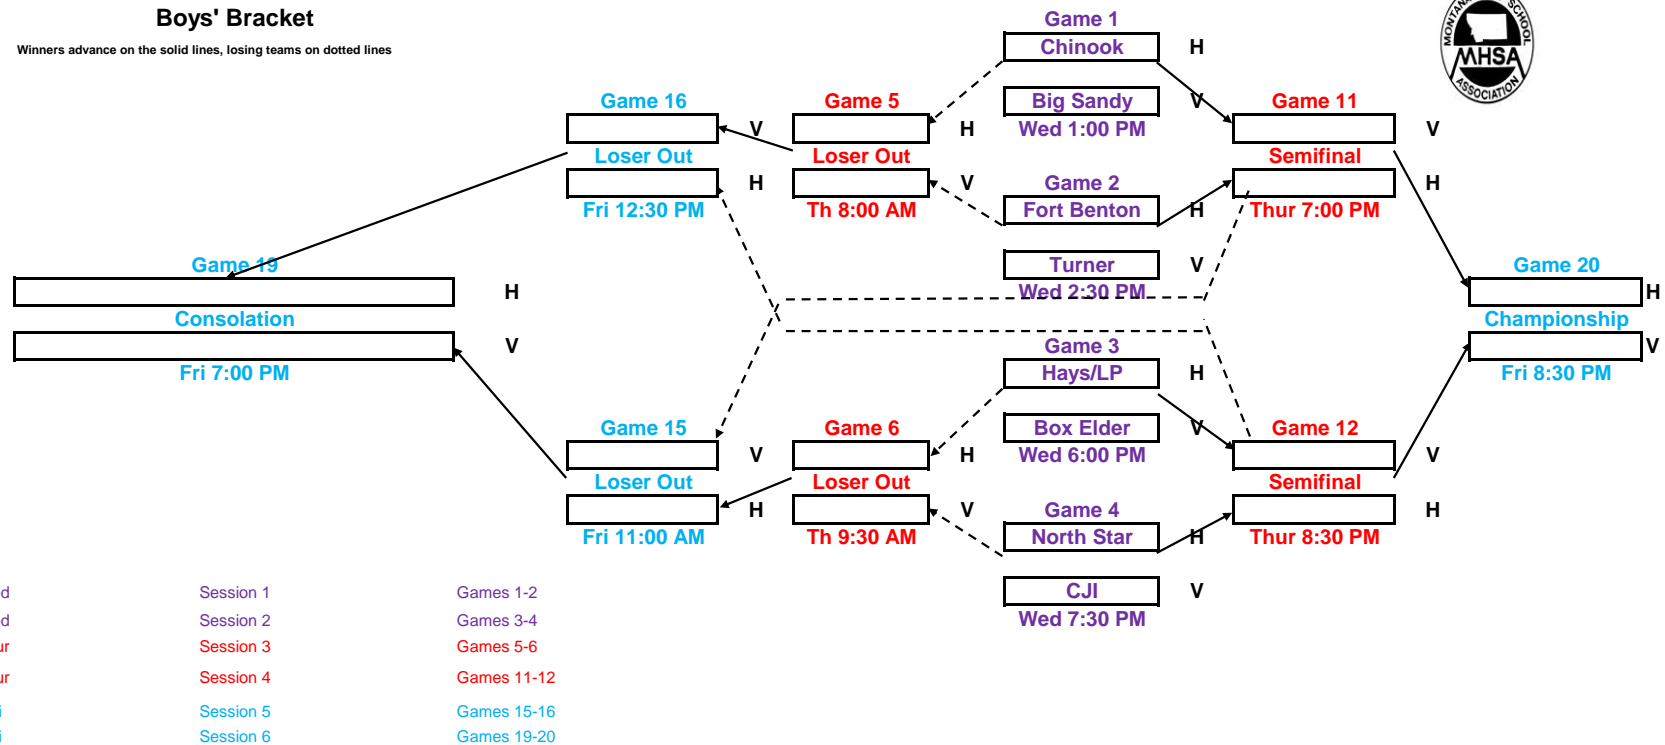 Boys' Bracket
Winners advance on the solid lines, losing teams on dotted lines
MONTANA SCHOOL
MHSA
ASSOCIATION
Game 1
Chinook H
Big Sandy V
Wed 1:00 PM
Game 2
Fort Benton H
Turner V
Wed 2:30 PM
Game 3
Hays/LP H
Box Elder V
Wed 6:00 PM
Game 4
North Star H
CJI V
Wed 7:30 PM
Game 16
V
Loser Out
H
Fri 12:30 PM
Game 5
H
Loser Out
V
Th 8:00 AM
Game 11
V
Semifinal
H
Thur 7:00 PM
Game 19
H
Consolation
V
Fri 7:00 PM
Game 20
H
Championship
V
Fri 8:30 PM
Game 15
V
Loser Out
H
Fri 11:00 AM
Game 6
H
Loser Out
V
Th 9:30 AM
Game 12
V
Semifinal
H
Thur 8:30 PM
d Session 1 Games 1-2
d Session 2 Games 3-4
ur Session 3 Games 5-6
ur Session 4 Games 11-12
i Session 5 Games 15-16
i Session 6 Games 19-20